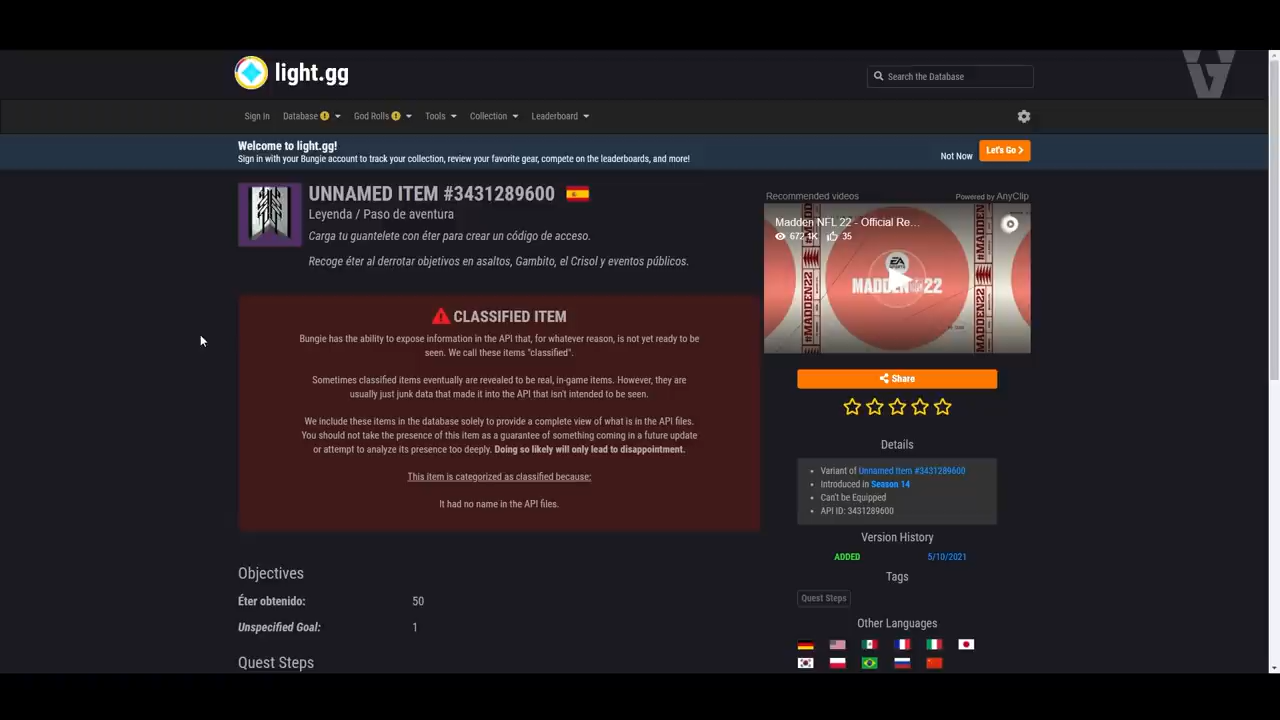 light.gg
Search the Database
Sign In Database God Rolls Tools Collection Leaderboard
Welcome to light.gg!
Sign in with your Bungie account to track your collection, review your favorite gear, compete on the leaderboards, and more!
Not Now
Let's Go
UNNAMED ITEM #3431289600
Leyenda / Paso de aventura
Carga tu guantelete con éter para crear un código de acceso.
Recoge éter al derrotar objetivos en asaltos, Gambito, el Crisol y eventos públicos.
CLASSIFIED ITEM
Bungie has the ability to expose information in the API that, for whatever reason, is not yet ready to be
seen. We call these items "classified".
Sometimes classified items eventually are revealed to be real, in-game items. However, they are
usually just junk data that made it into the API that isn't intended to be seen.
We include these items in the database solely to provide a complete view of what is in the API files.
You should not take the presence of this item as a guarantee of something coming in a future update
or attempt to analyze its presence too deeply. Doing so likely will only lead to disappointment.
This item is categorized as classified because:
It had no name in the API files.
Objectives
Éter obtenido: 50
Unspecified Goal: 1
Quest Steps
Recommended videos
Powered by AnyClip
Madden NFL 22 - Official Re...
672.1K 35
EA
SPORTS
MADDEN 22
#MADDEN22
#MADDEN22
Share
Details
Variant of Unnamed Item #3431289600
Introduced in Season 14
Can't be Equipped
API ID: 3431289600
Version History
ADDED 5/10/2021
Tags
Quest Steps
Other Languages